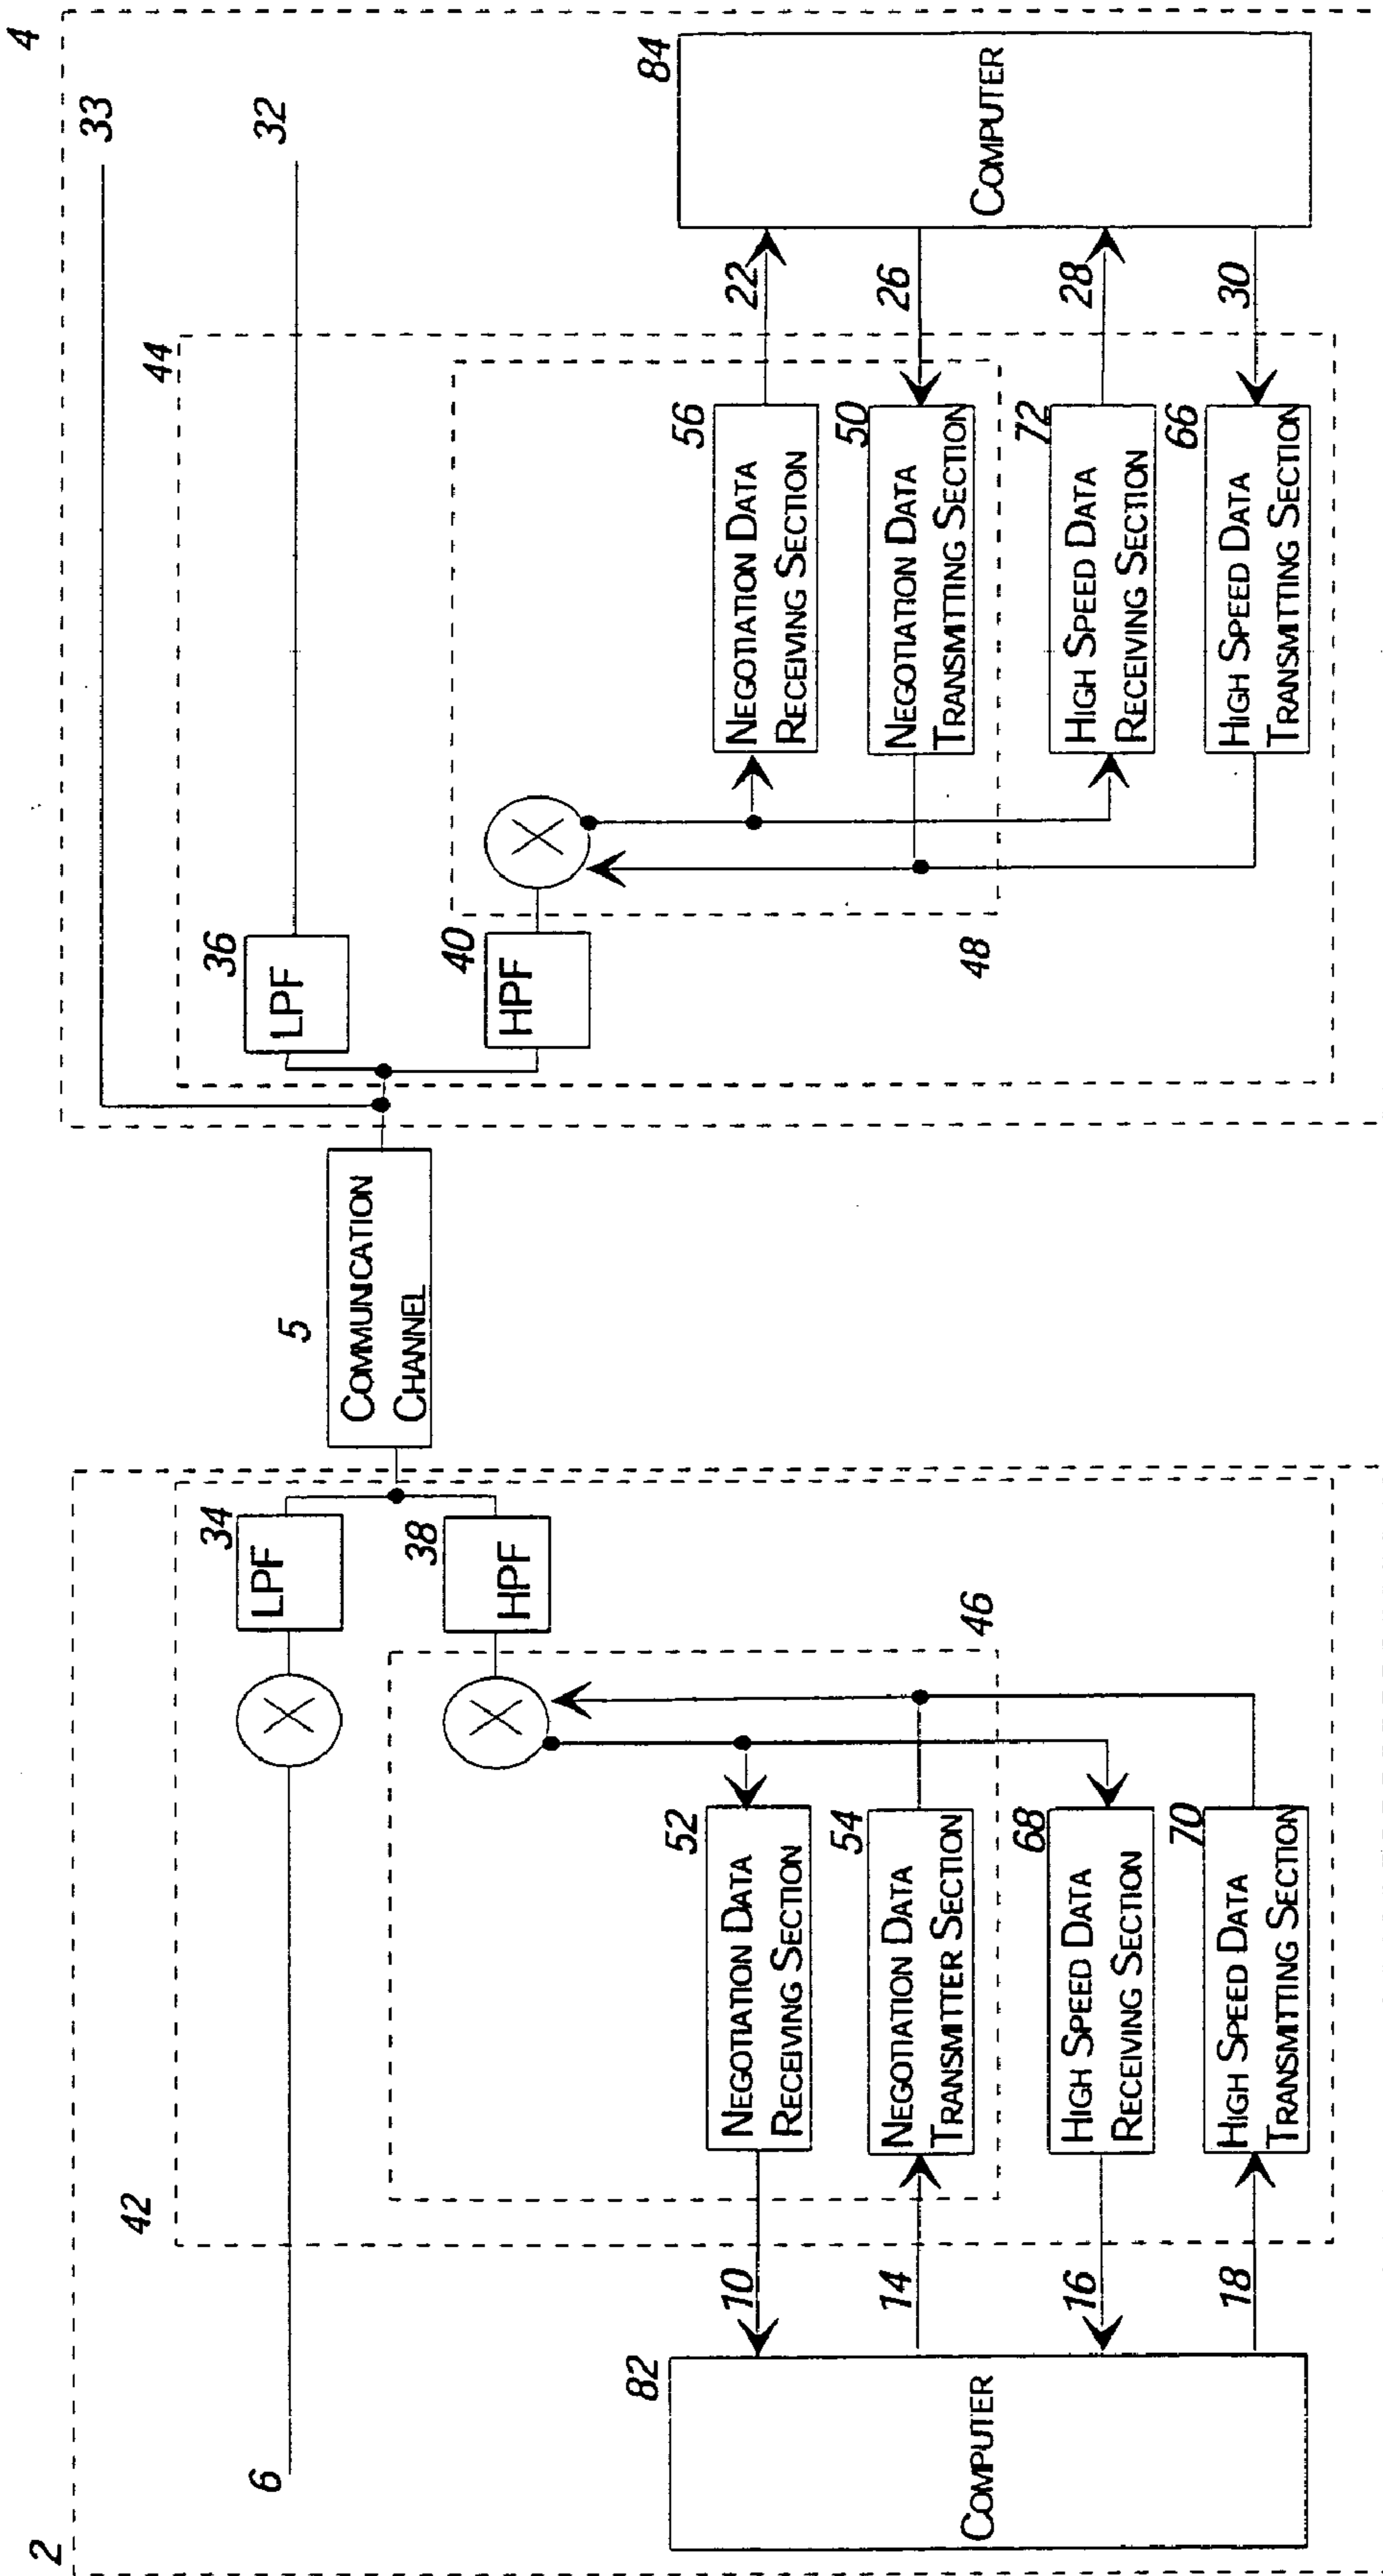 2
6
82
COMPUTER
10
14
16
18
42
52
NEGOTIATION DATA
RECEIVING SECTION
54
NEGOTIATION DATA
TRANSMITTER SECTION
68
HIGH SPEED DATA
RECEIVING SECTION
70
HIGH SPEED DATA
TRANSMITTING SECTION
46
34
LPF
38
HPF
5
COMMUNICATION
CHANNEL
4
33
32
44
36
LPF
40
HPF
48
56
NEGOTIATION DATA
RECEIVING SECTION
50
NEGOTIATION DATA
TRANSMITTING SECTION
72
HIGH SPEED DATA
RECEIVING SECTION
66
HIGH SPEED DATA
TRANSMITTING SECTION
22
26
28
30
84
COMPUTER